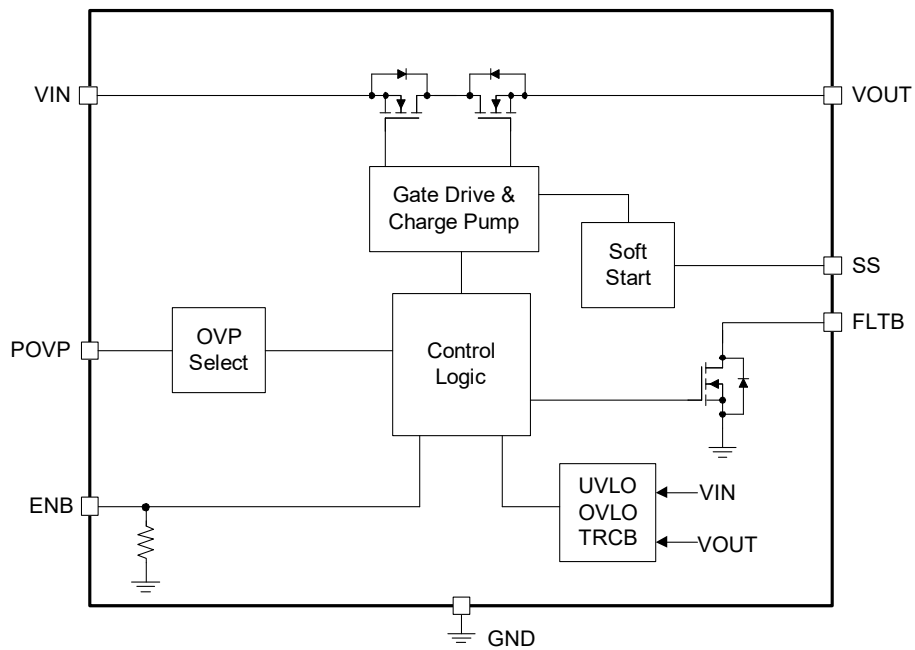 VIN
VOUT
Gate Drive &
Charge Pump
Soft
Start
SS
FLTB
POVP
OVP
Select
Control
Logic
ENB
UVLO
OVLO
TRCB
VIN
VOUT
GND